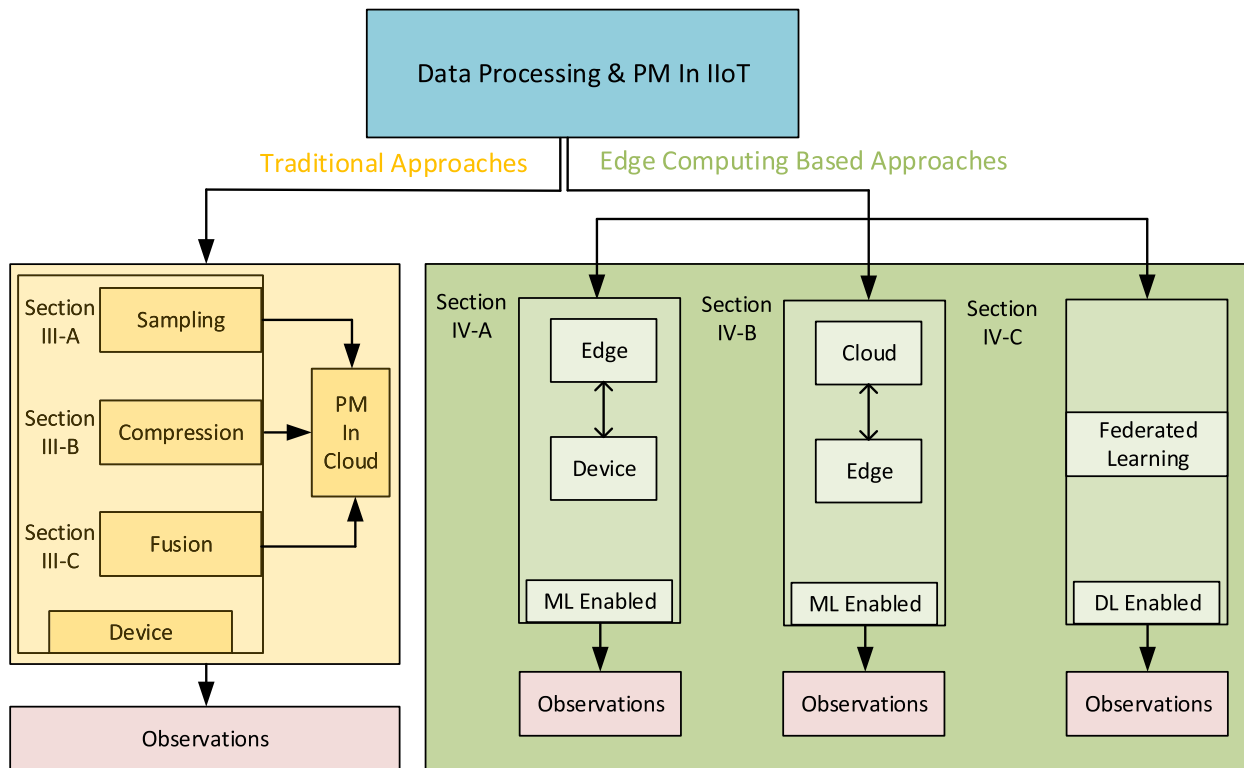 Data Processing & PM In IIoT
Traditional Approaches
Edge Computing Based Approaches
Section
III-A
Sampling
Section
III-B
Compression
Section
III-C
Fusion
PM
In
Cloud
Device
Observations
Section
IV-A
Edge
Device
ML Enabled
Observations
Section
IV-B
Cloud
Edge
ML Enabled
Observations
Section
IV-C
Federated
Learning
DL Enabled
Observations